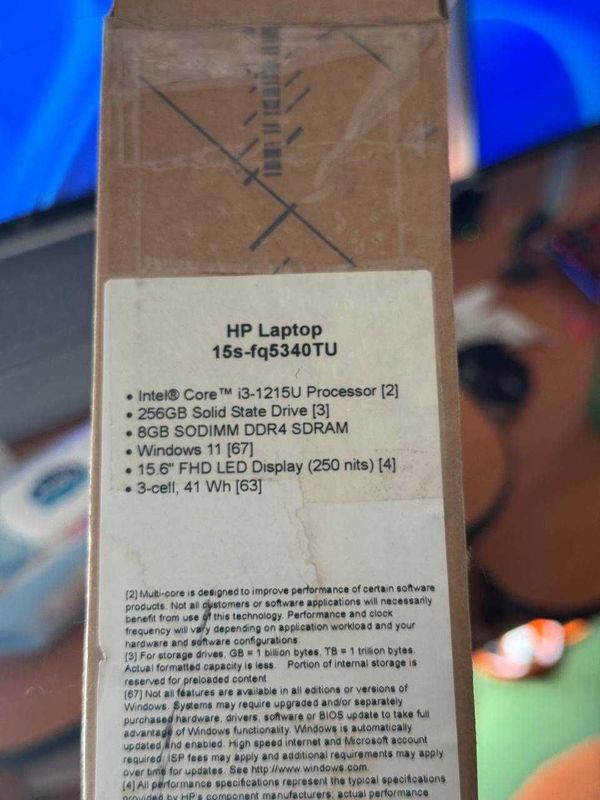 HP Laptop
15s-fq5340TU
• Intel® Core™ i3-1215U Processor [2]
• 256GB Solid State Drive [3]
• 8GB SODIMM DDR4 SDRAM
• Windows 11 [67]
• 15.6" FHD LED Display (250 nits) [4]
• 3-cell, 41 Wh [63]
[2] Multi-core is designed to improve performance of certain software
products. Not all customers or software applications will necessarily
benefit from use of this technology. Performance and clock
frequency will vary depending on application workload and your
hardware and software configurations.
[3] For storage drives, GB = 1 billion bytes. TB = 1 trillion bytes.
Actual formatted capacity is less. Portion of internal storage is
reserved for preloaded content
[67] Not all features are available in all editions or versions of
Windows. Systems may require upgraded and/or separately
purchased hardware, drivers, software or BIOS update to take full
advantage of Windows functionality. Windows is automatically
updated and enabled. High speed internet and Microsoft account
required. ISP fees may apply and additional requirements may apply
over time for updates. See http://www.windows.com.
[4] All performance specifications represent the typical specifications
provided by HP's component manufacturers; actual performance